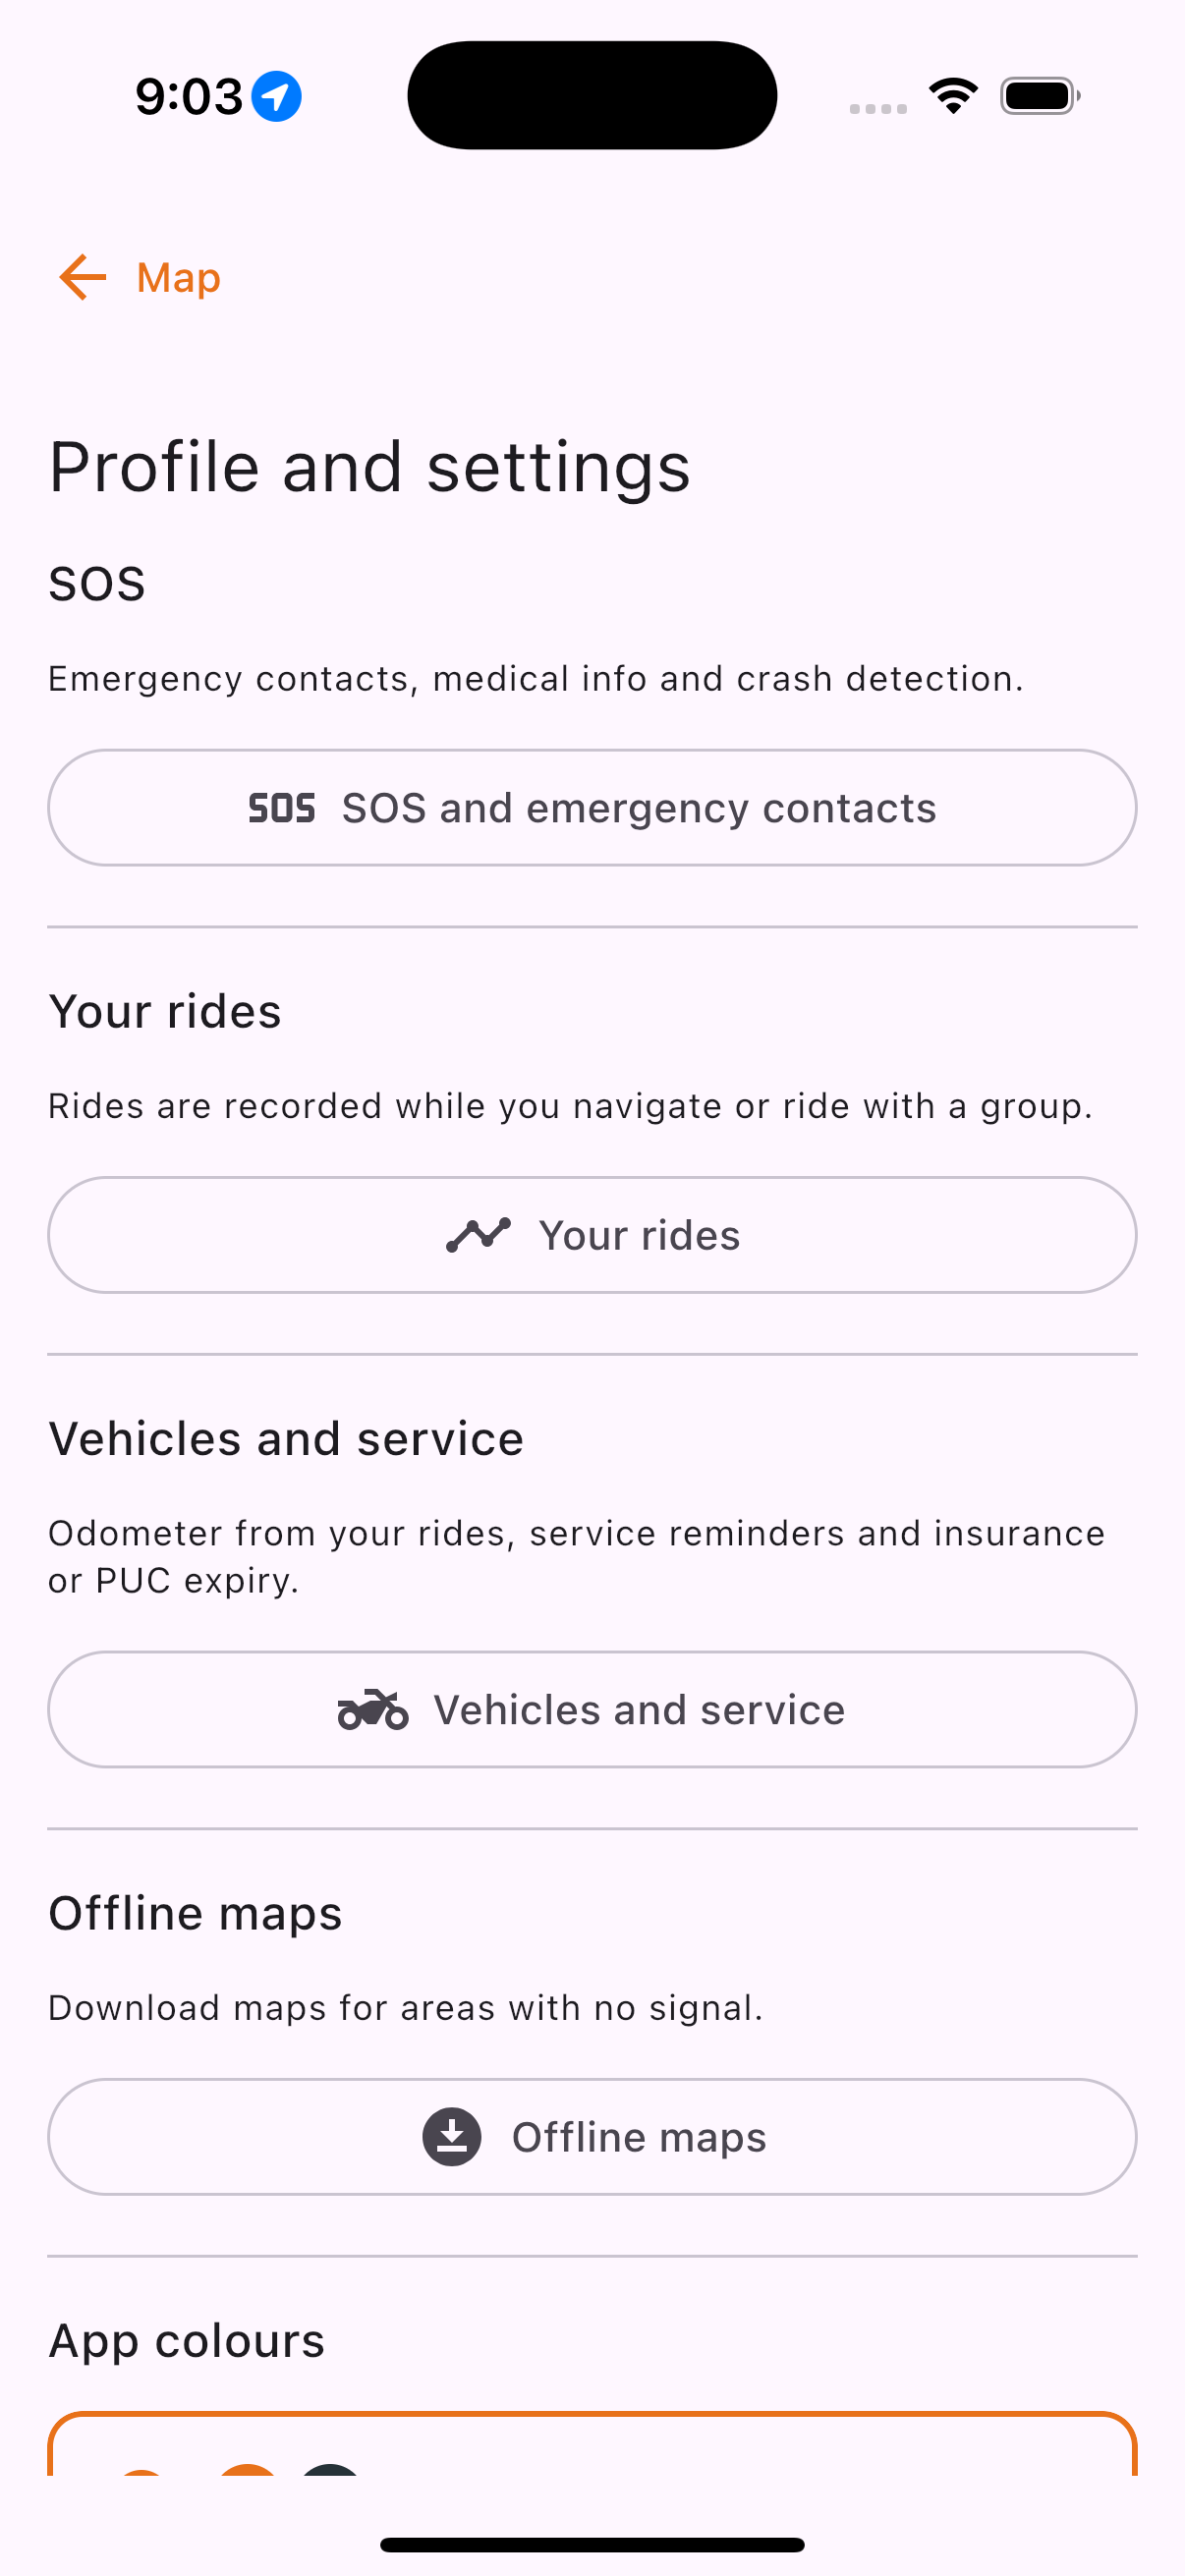 9:03
Map
Profile and settings
SOS
Emergency contacts, medical info and crash detection.
SOS SOS and emergency contacts
Your rides
Rides are recorded while you navigate or ride with a group.
Your rides
Vehicles and service
Odometer from your rides, service reminders and insurance
or PUC expiry.
Vehicles and service
Offline maps
Download maps for areas with no signal.
Offline maps
App colours